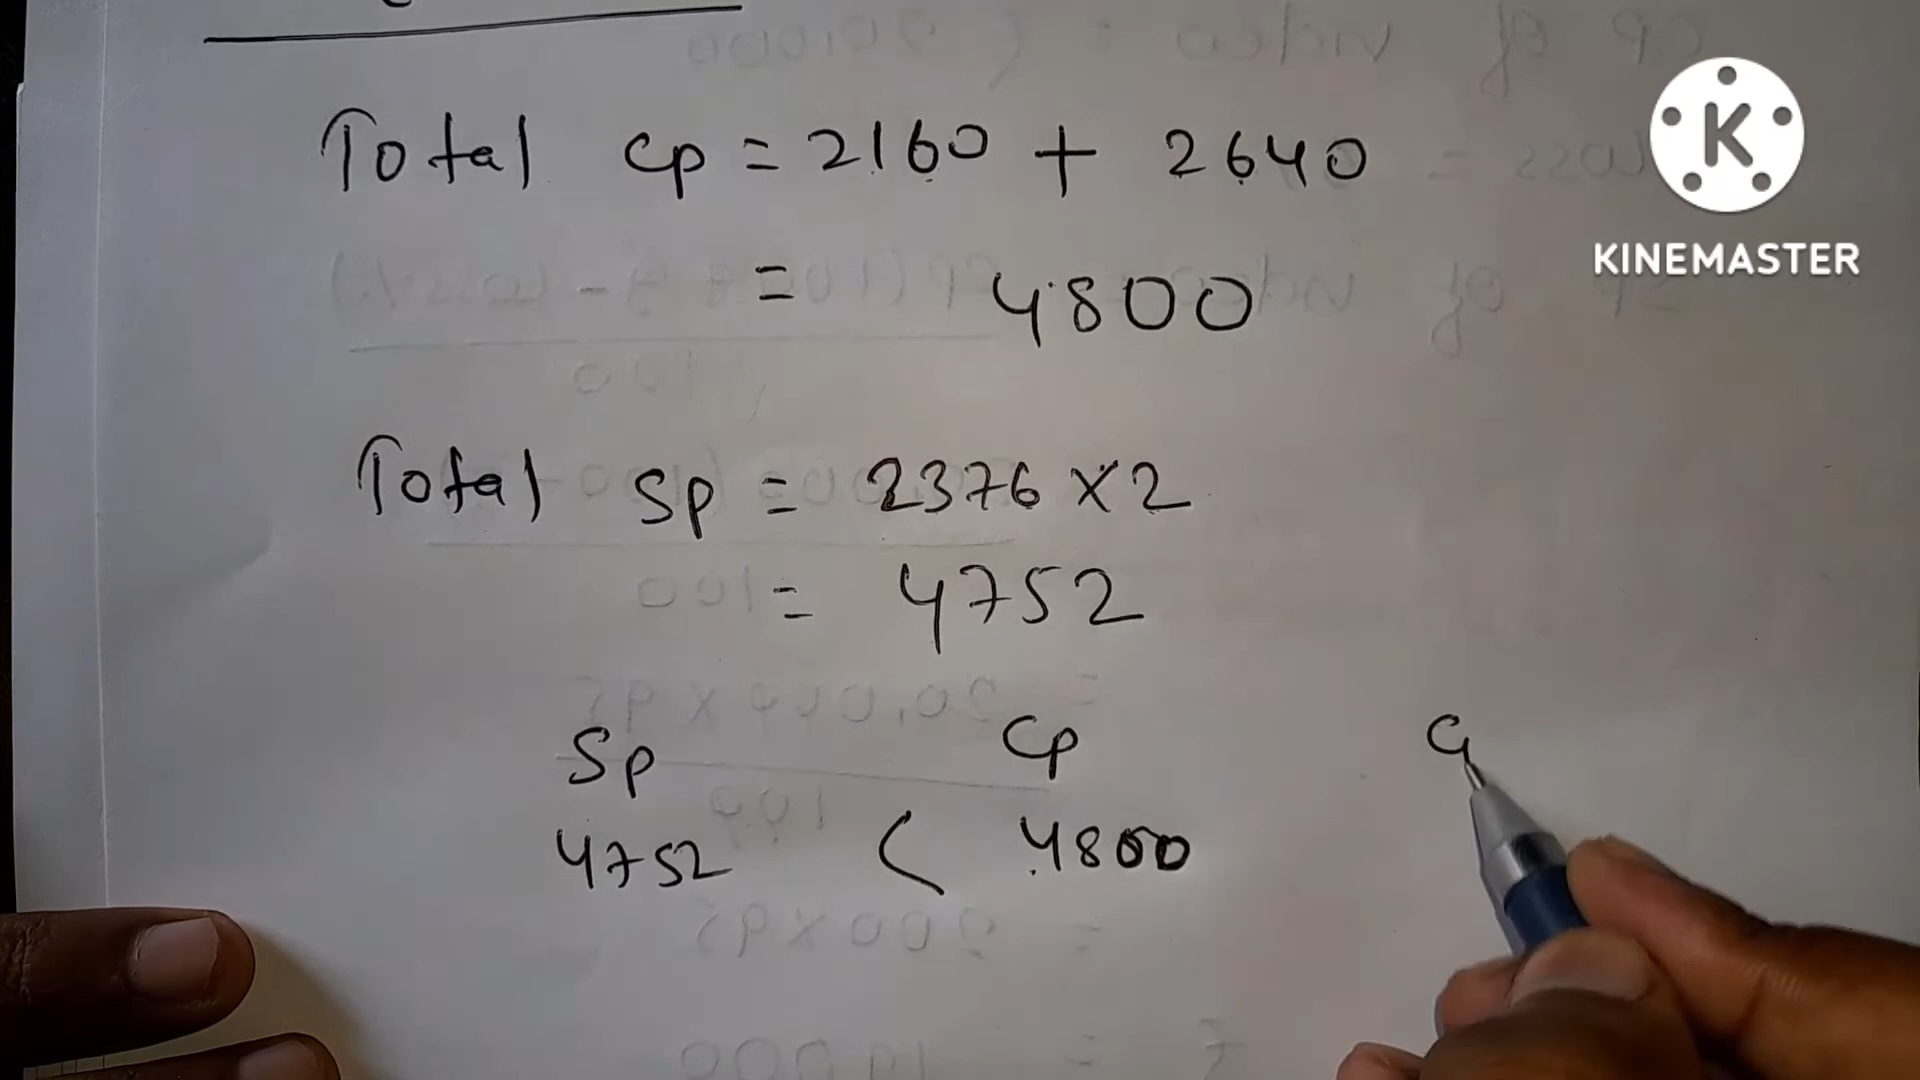 Total CP = 2160 + 2640
= 4800
Total SP = 2376 × 2
= 4752
SP CP
4752 < 4800
KINEMASTER